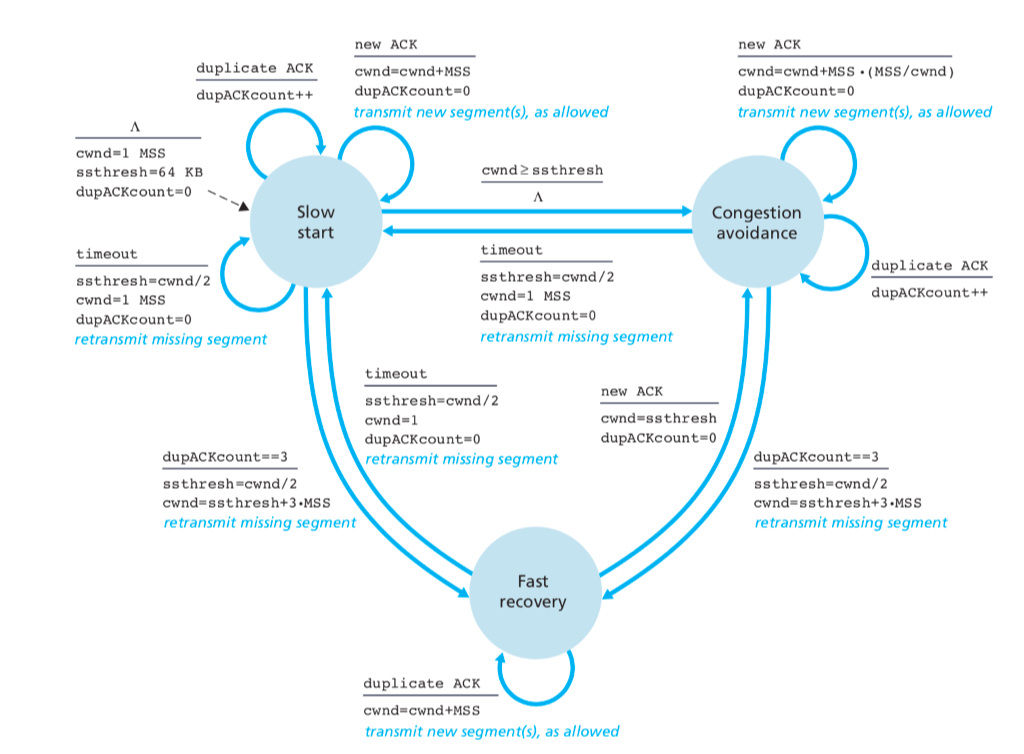 new ACK
cwnd=cwnd+MSS
dupACKcount=0
transmit new segment(s), as allowed
new ACK
cwnd=cwnd+MSS •(MSS/cwnd)
dupACKcount=0
transmit new segment(s), as allowed
duplicate ACK
dupACKcount++
Λ
cwnd=1 MSS
ssthresh=64 KB
dupACKcount=0
Slow
start
cwnd≥ssthresh
Λ
Congestion
avoidance
timeout
ssthresh=cwnd/2
cwnd=1 MSS
dupACKcount=0
retransmit missing segment
timeout
ssthresh=cwnd/2
cwnd=1 MSS
dupACKcount=0
retransmit missing segment
duplicate ACK
dupACKcount++
timeout
ssthresh=cwnd/2
cwnd=1
dupACKcount=0
retransmit missing segment
new ACK
cwnd=ssthresh
dupACKcount=0
dupACKcount==3
ssthresh=cwnd/2
cwnd=ssthresh+3•MSS
retransmit missing segment
dupACKcount==3
ssthresh=cwnd/2
cwnd=ssthresh+3•MSS
retransmit missing segment
Fast
recovery
duplicate ACK
cwnd=cwnd+MSS
transmit new segment(s), as allowed